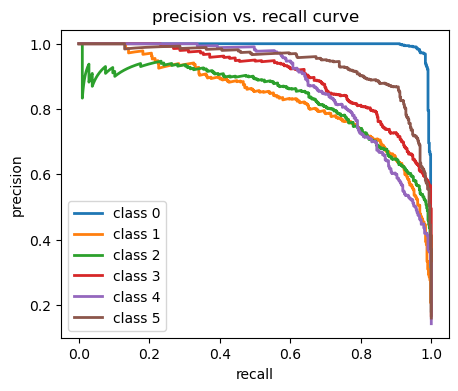 precision vs. recall curve
1.0
0.8
0.6
0.4
0.2
precision
class 0
class 1
class 2
class 3
class 4
class 5
0.0 0.2 0.4 0.6 0.8 1.0
recall